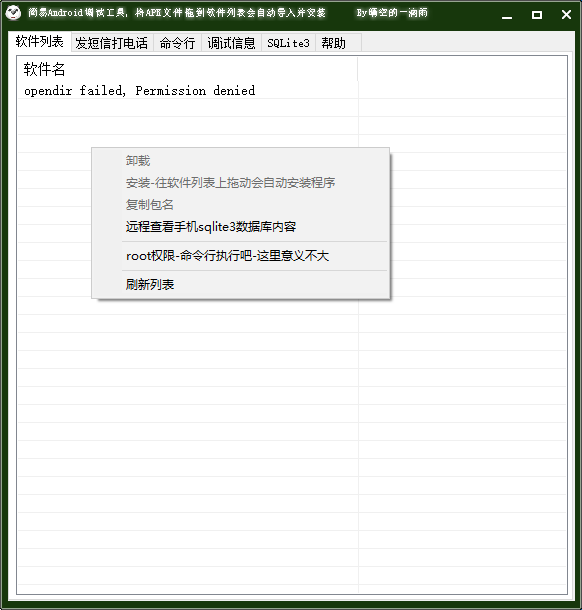 简易Android调试工具，将APK文件拖到软件列表会自动导入并安装 By晴空的一滴雨
软件列表 发短信打电话 命令行 调试信息 SQLite3 帮助
软件名
opendir failed, Permission denied
卸载
安装-往软件列表上拖动会自动安装程序
复制包名
远程查看手机sqlite3数据库内容
root权限-命令行执行吧-这里意义不大
刷新列表